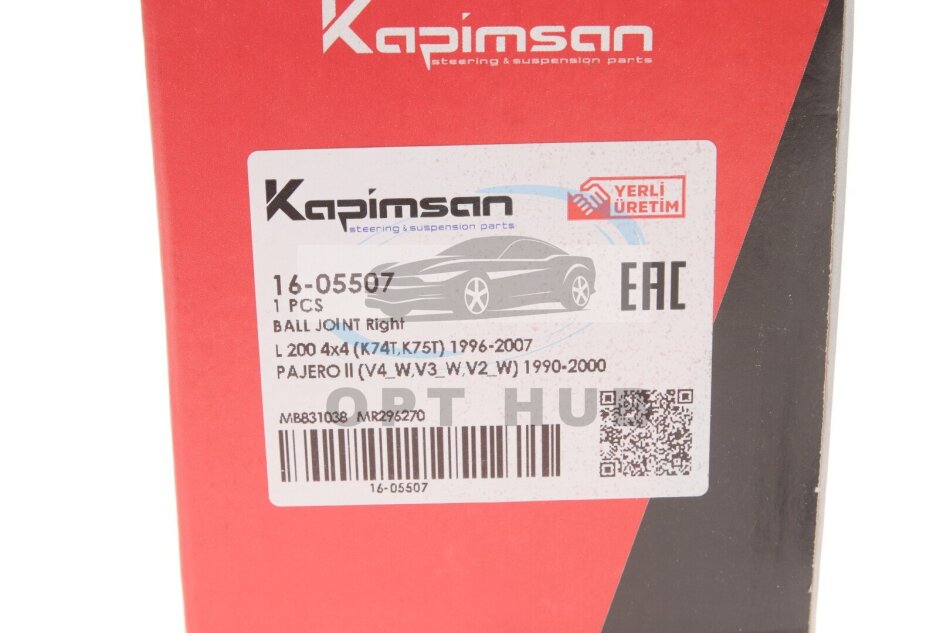 Kapimsan
steering & suspension parts
Kapimsan
steering & suspension parts
YERLİ
ÜRETİM
16-05507
1 PCS
BALL JOINT Right
EAC
L 200 4x4 (K74T,K75T) 1996-2007
PAJERO II (V4_W,V3_W,V2_W) 1990-2000
OPT HUB
MB831038 MR296270
16-05507